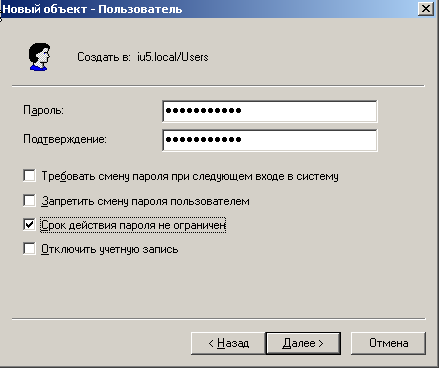 Новый объект - Пользователь
Создать в: iu5.local/Users
Пароль: •••••••••••
Подтверждение: •••••••••••
Требовать смену пароля при следующем входе в систему
Запретить смену пароля пользователем
Срок действия пароля не ограничен
Отключить учетную запись
< Назад Далее > Отмена